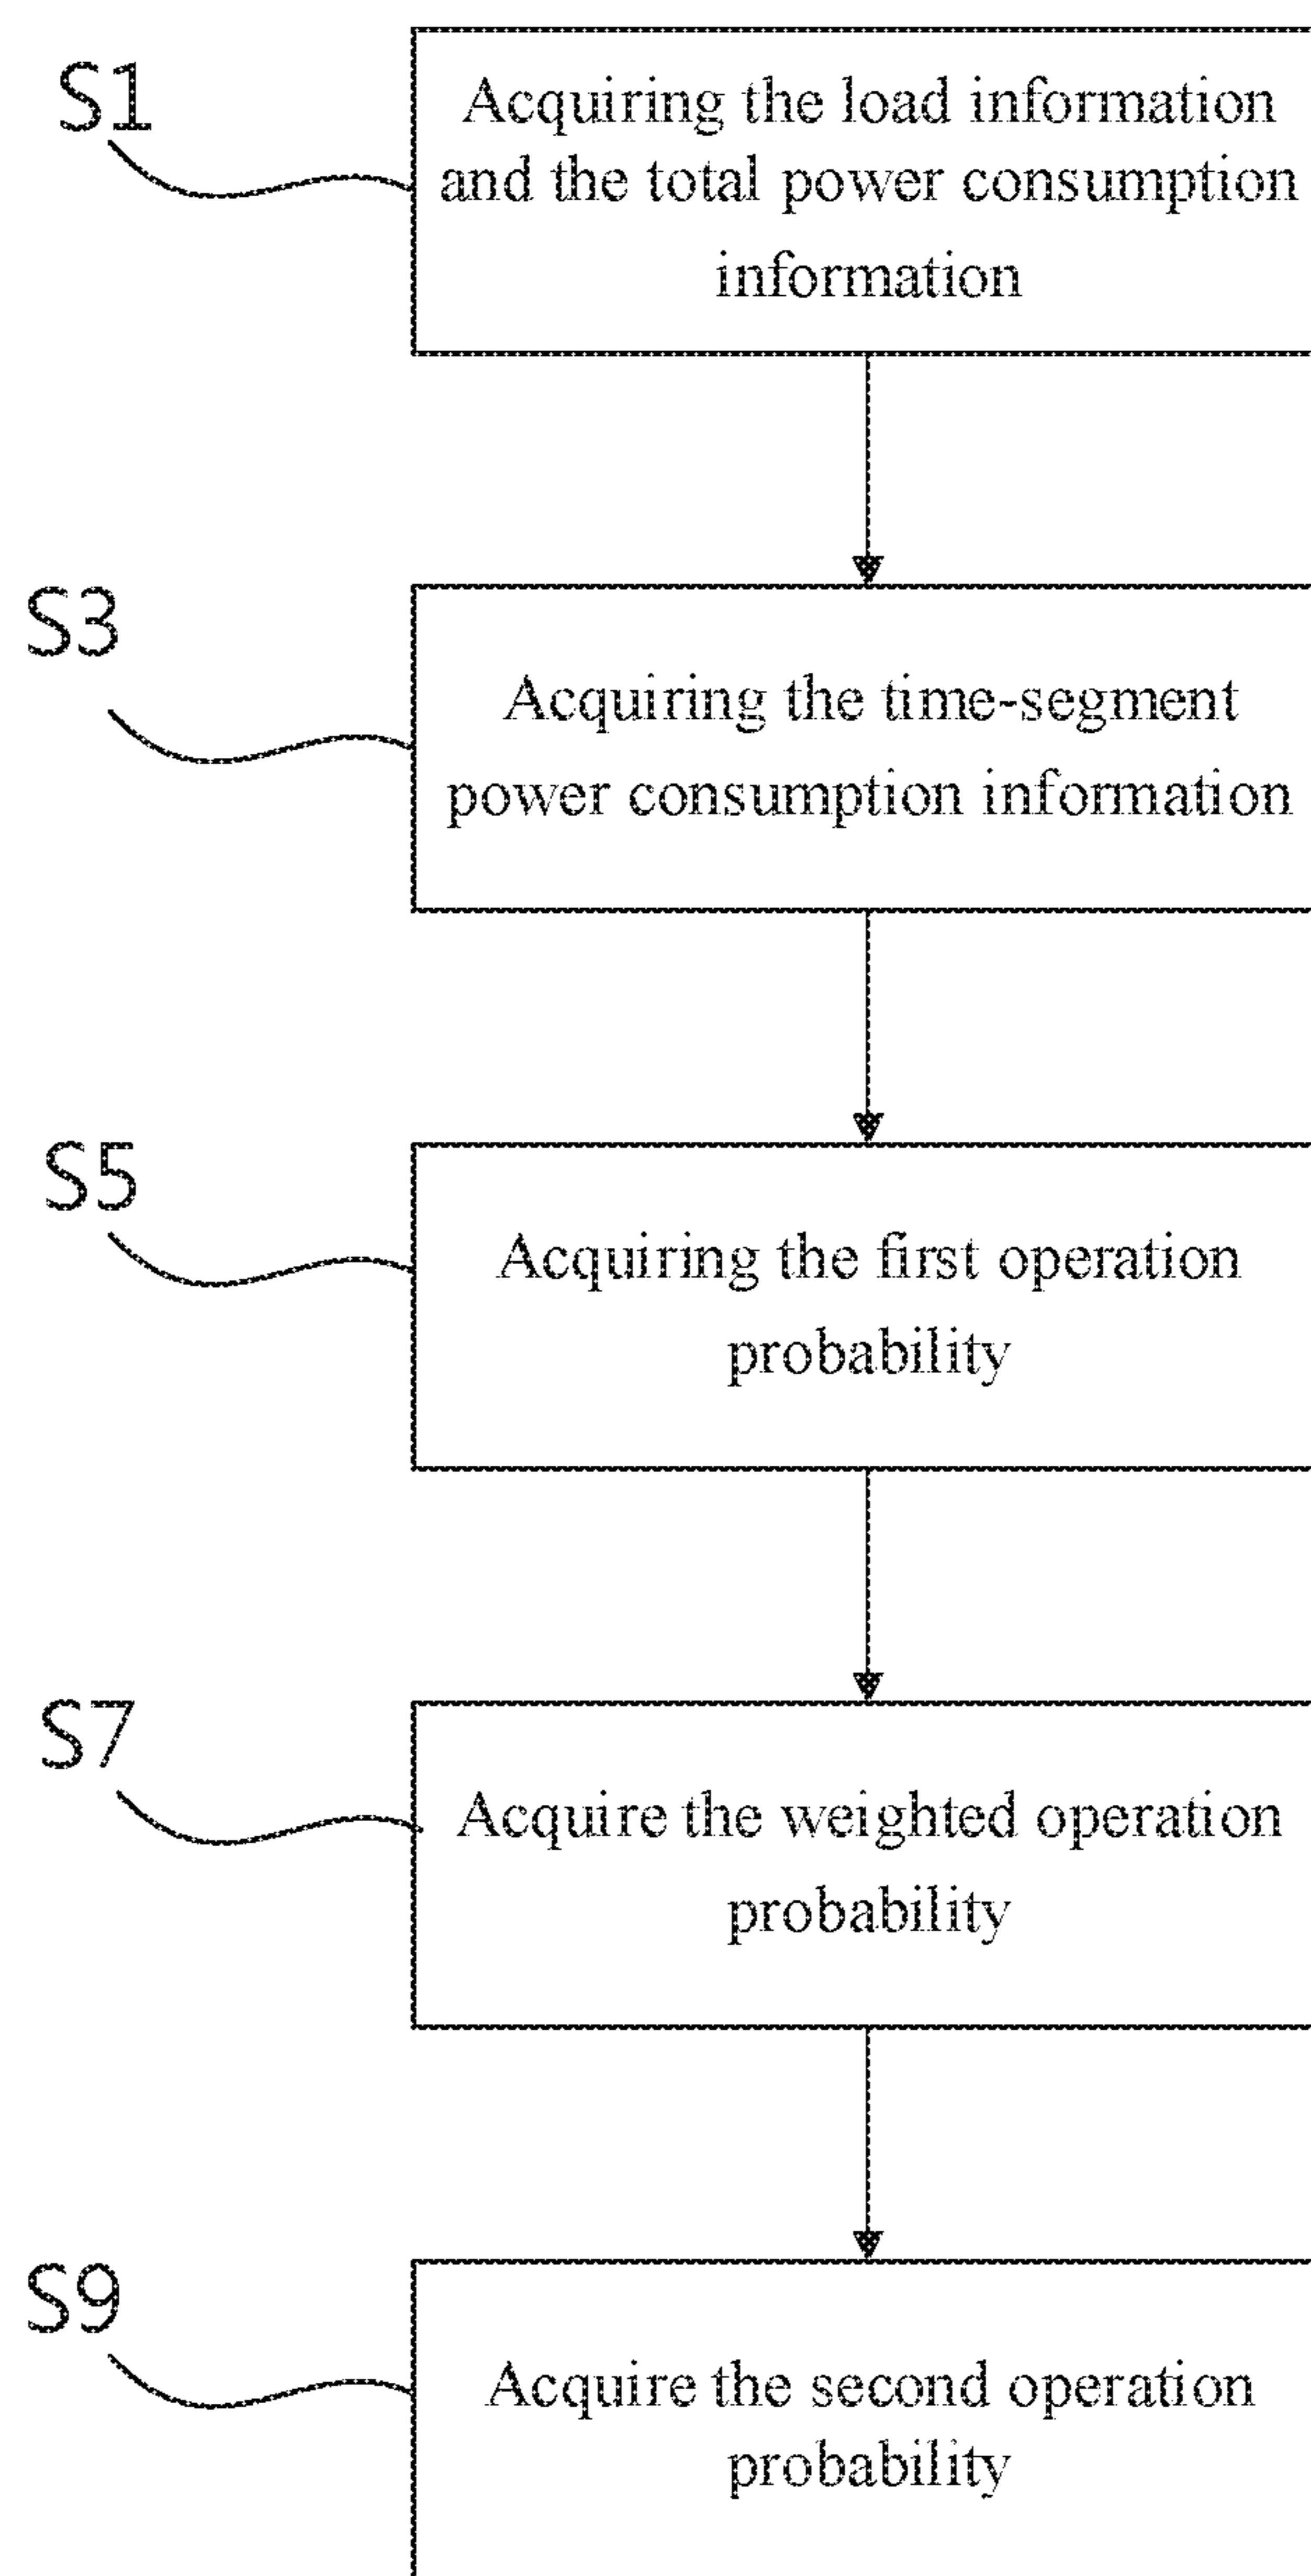 S1
Acquiring the load information
and the total power consumption
information
S3
Acquiring the time-segment
power consumption information
S5
Acquiring the first operation
probability
S7
Acquire the weighted operation
probability
S9
Acquire the second operation
probability